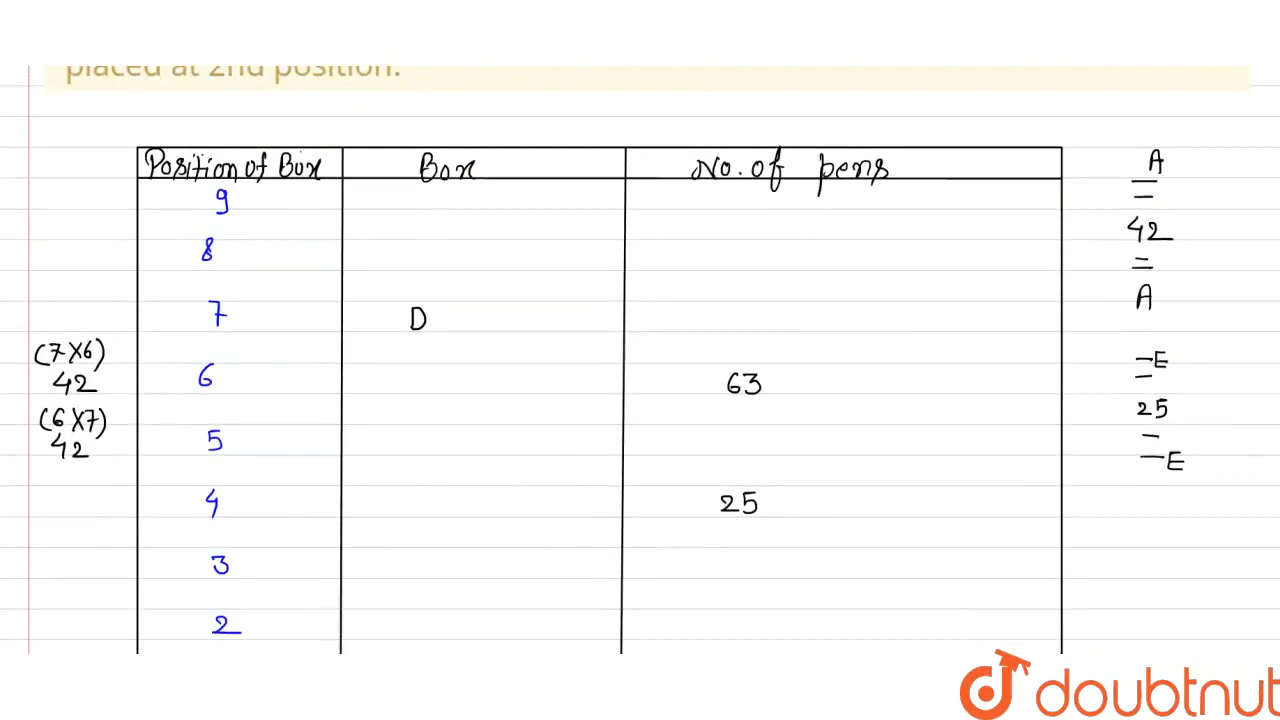 placed at 2nd position.
Position of Box Box No. of pens
9
8
7 D
6 63
5
4 25
3
2
(7X6)
42
(6X7)
42
A
42
A
E
25
E
doubtnut